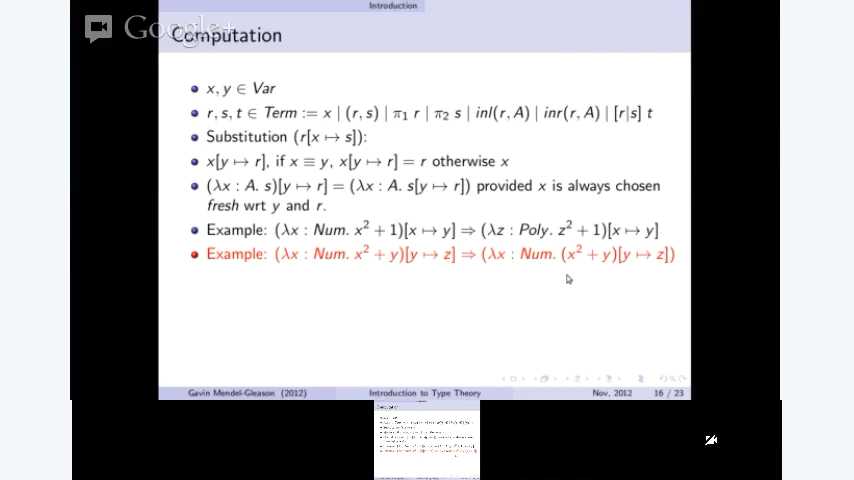 Introduction
Google+
Computation
x, y ∈ Var
r, s, t ∈ Term := x | (r, s) | π₁ r | π₂ s | inl(r, A) | inr(r, A) | [r|s] t
Substitution (r[x ↦ s]):
x[y ↦ r], if x ≡ y, x[y ↦ r] = r otherwise x
(λx : A. s)[y ↦ r] = (λx : A. s[y ↦ r]) provided x is always chosen
fresh wrt y and r.
Example: (λx : Num. x² + 1)[x ↦ y] ⇒ (λz : Poly. z² + 1)[x ↦ y]
Example: (λx : Num. x² + y)[y ↦ z] ⇒ (λx : Num. (x² + y)[y ↦ z])
Gavin Mendel-Gleason (2012) Introduction to Type Theory Nov, 2012 16 / 23